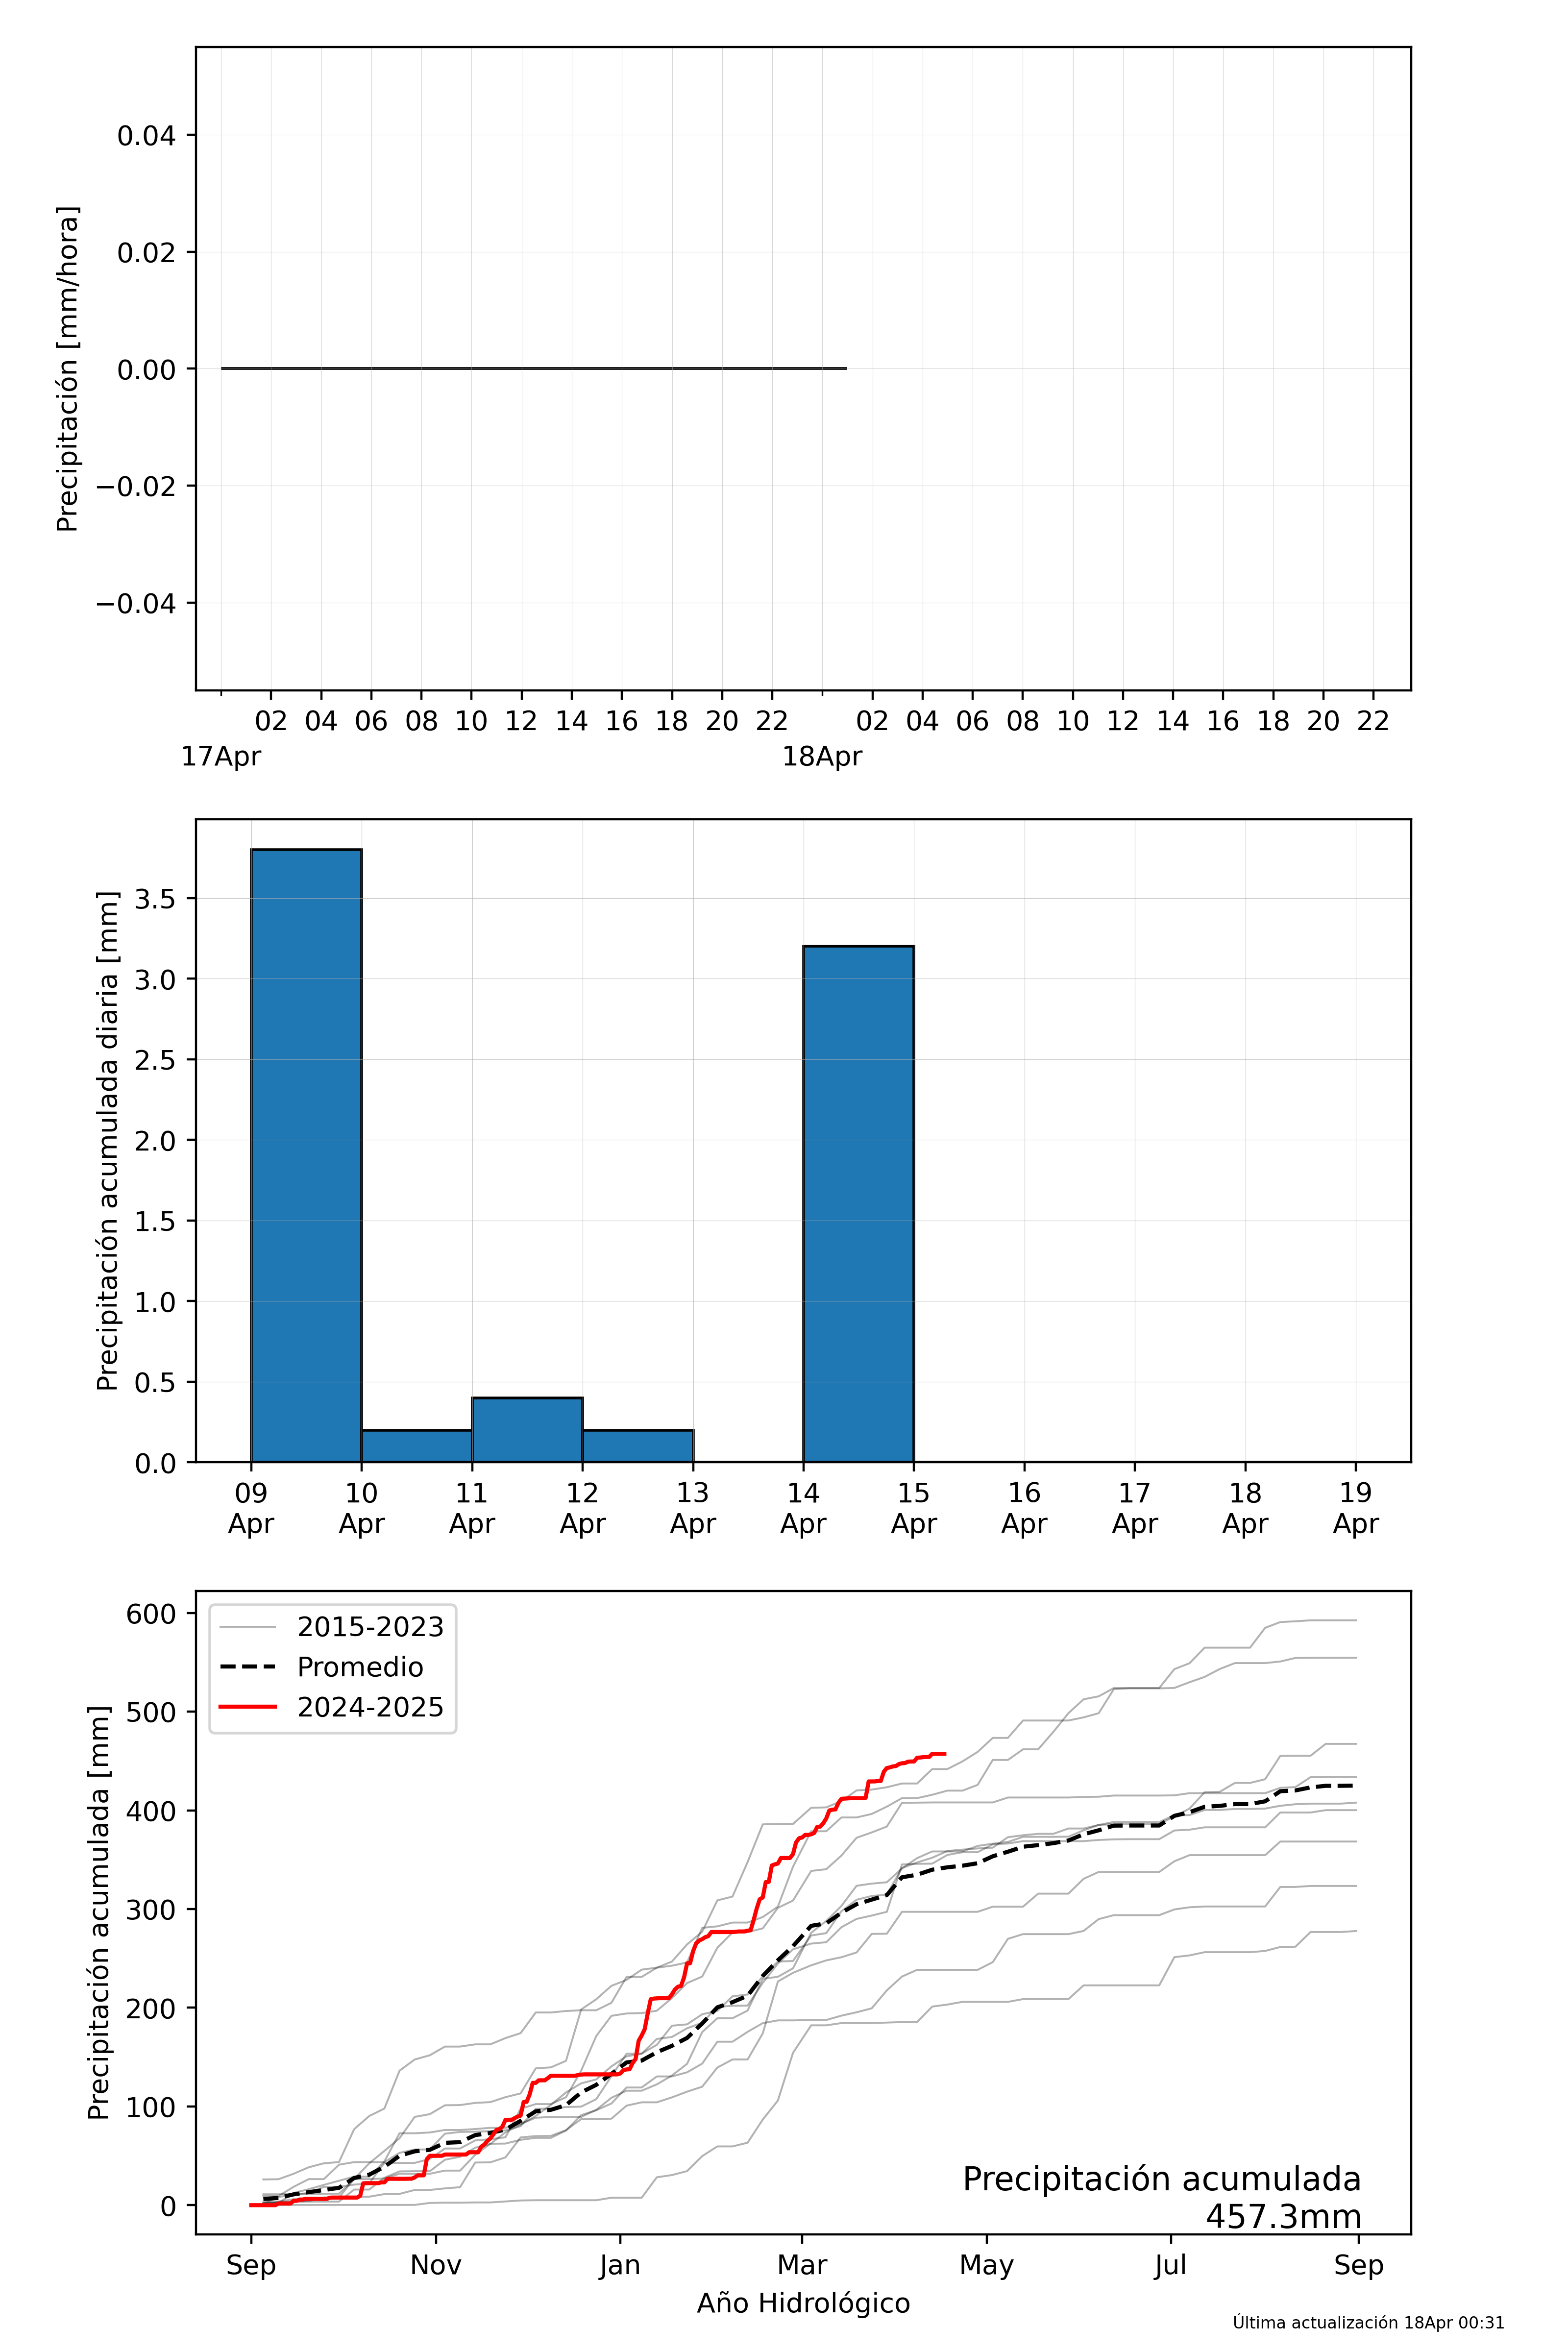 Precipitación [mm/hora]
0.04
0.02
0.00
−0.02
−0.04
02 04 06 08 10 12 14 16 18 20 22 02 04 06 08 10 12 14 16 18 20 22
17Apr 18Apr
Precipitación acumulada diaria [mm]
3.5
3.0
2.5
2.0
1.5
1.0
0.5
0.0
09 10 11 12 13 14 15 16 17 18 19
Apr Apr Apr Apr Apr Apr Apr Apr Apr Apr Apr
Precipitación acumulada [mm]
600
500
400
300
200
100
0
2015-2023
Promedio
2024-2025
Precipitación acumulada
457.3mm
Sep Nov Jan Mar May Jul Sep
Año Hidrológico
Última actualización 18Apr 00:31